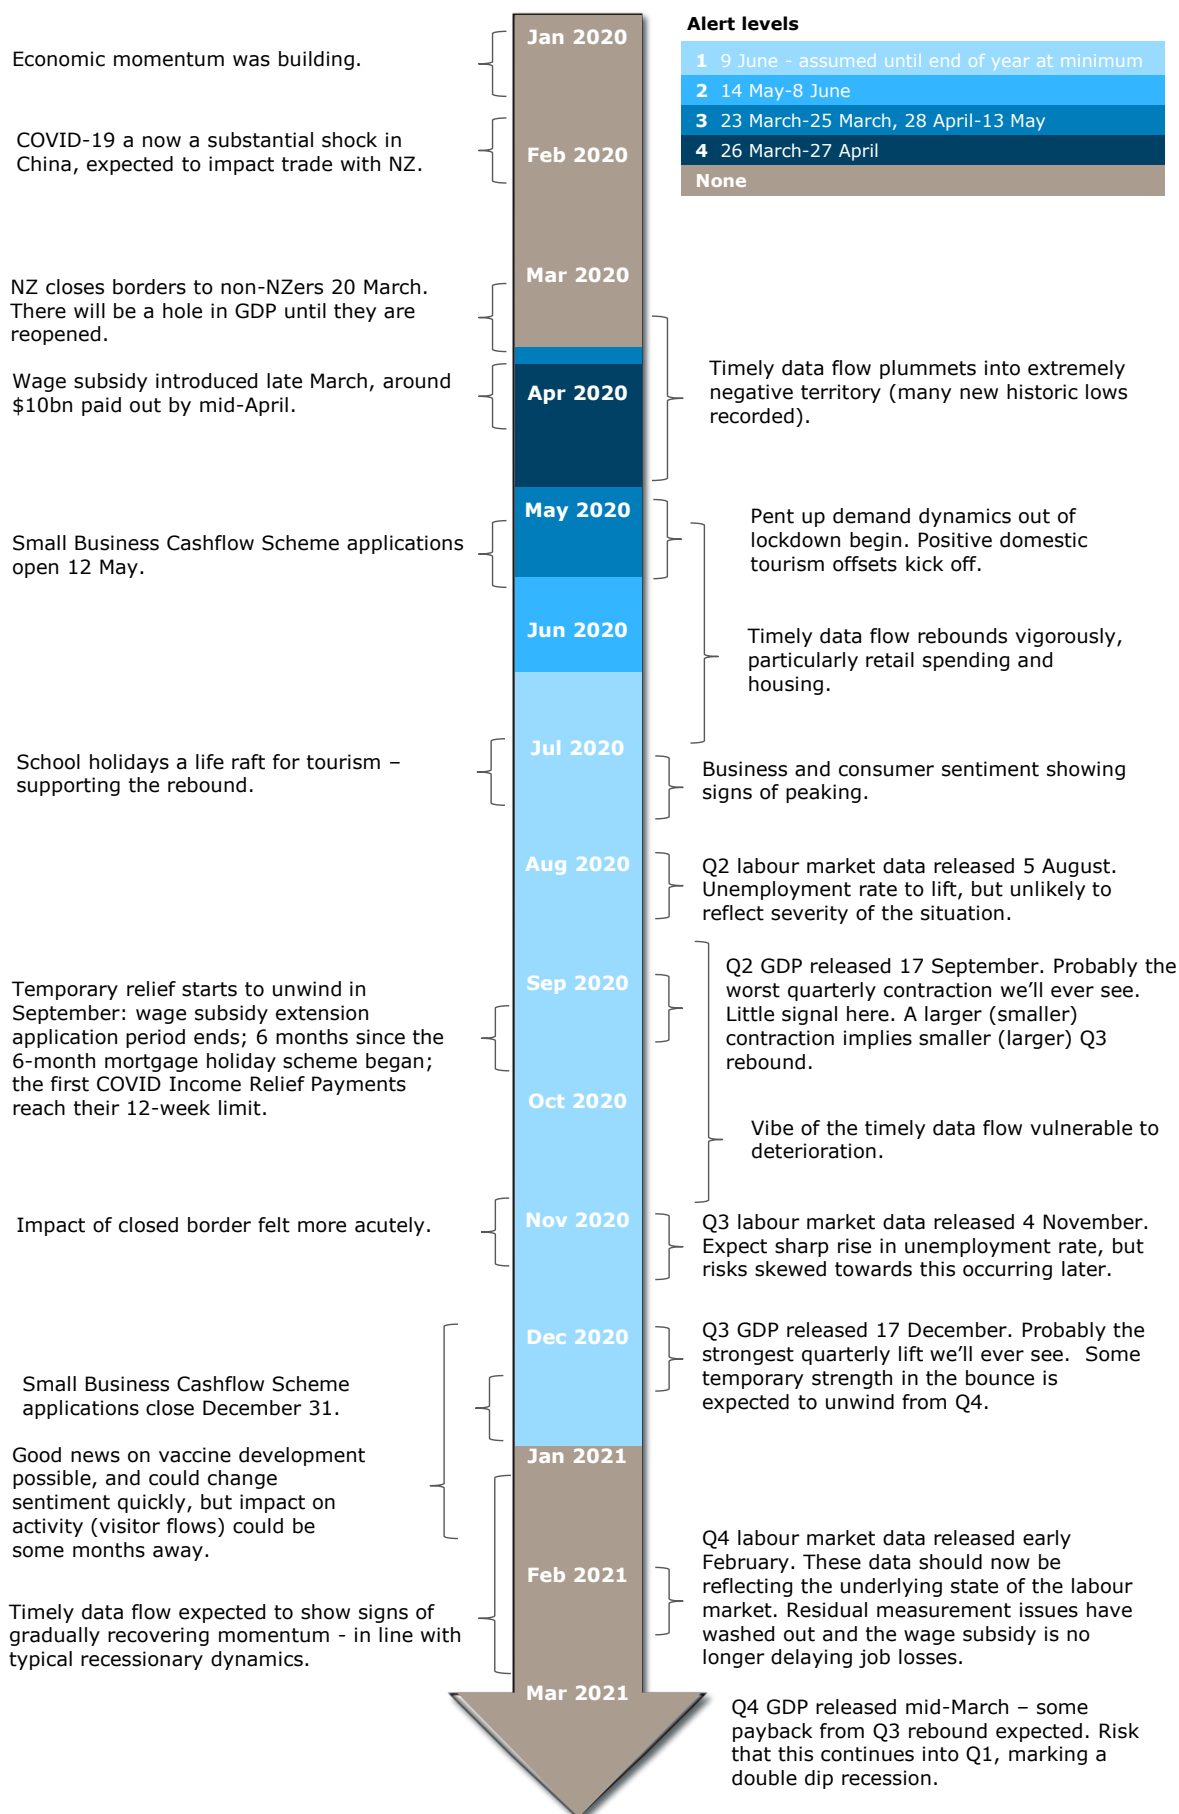 Alert levels
1 9 June - assumed until end of year at minimum
2 14 May-8 June
3 23 March-25 March, 28 April-13 May
4 26 March-27 April
None
Jan 2020
Economic momentum was building.
COVID-19 a now a substantial shock in
China, expected to impact trade with NZ.
Feb 2020
Mar 2020
NZ closes borders to non-NZers 20 March.
There will be a hole in GDP until they are
reopened.
Wage subsidy introduced late March, around
$10bn paid out by mid-April.
Apr 2020
Timely data flow plummets into extremely
negative territory (many new historic lows
recorded).
May 2020
Small Business Cashflow Scheme applications
open 12 May.
Pent up demand dynamics out of
lockdown begin. Positive domestic
tourism offsets kick off.
Jun 2020
Timely data flow rebounds vigorously,
particularly retail spending and
housing.
Jul 2020
School holidays a life raft for tourism –
supporting the rebound.
Business and consumer sentiment showing
signs of peaking.
Aug 2020
Q2 labour market data released 5 August.
Unemployment rate to lift, but unlikely to
reflect severity of the situation.
Sep 2020
Q2 GDP released 17 September. Probably the
worst quarterly contraction we'll ever see.
Little signal here. A larger (smaller)
contraction implies smaller (larger) Q3
rebound.
Temporary relief starts to unwind in
September: wage subsidy extension
application period ends; 6 months since the
6-month mortgage holiday scheme began;
the first COVID Income Relief Payments
reach their 12-week limit.
Oct 2020
Vibe of the timely data flow vulnerable to
deterioration.
Nov 2020
Impact of closed border felt more acutely.
Q3 labour market data released 4 November.
Expect sharp rise in unemployment rate, but
risks skewed towards this occurring later.
Dec 2020
Q3 GDP released 17 December. Probably the
strongest quarterly lift we'll ever see.  Some
temporary strength in the bounce is
expected to unwind from Q4.
Small Business Cashflow Scheme
applications close December 31.
Jan 2021
Good news on vaccine development
possible, and could change
sentiment quickly, but impact on
activity (visitor flows) could be
some months away.
Feb 2021
Q4 labour market data released early
February. These data should now be
reflecting the underlying state of the labour
market. Residual measurement issues have
washed out and the wage subsidy is no
longer delaying job losses.
Timely data flow expected to show signs of
gradually recovering momentum - in line with
typical recessionary dynamics.
Mar 2021
Q4 GDP released mid-March – some
payback from Q3 rebound expected. Risk
that this continues into Q1, marking a
double dip recession.